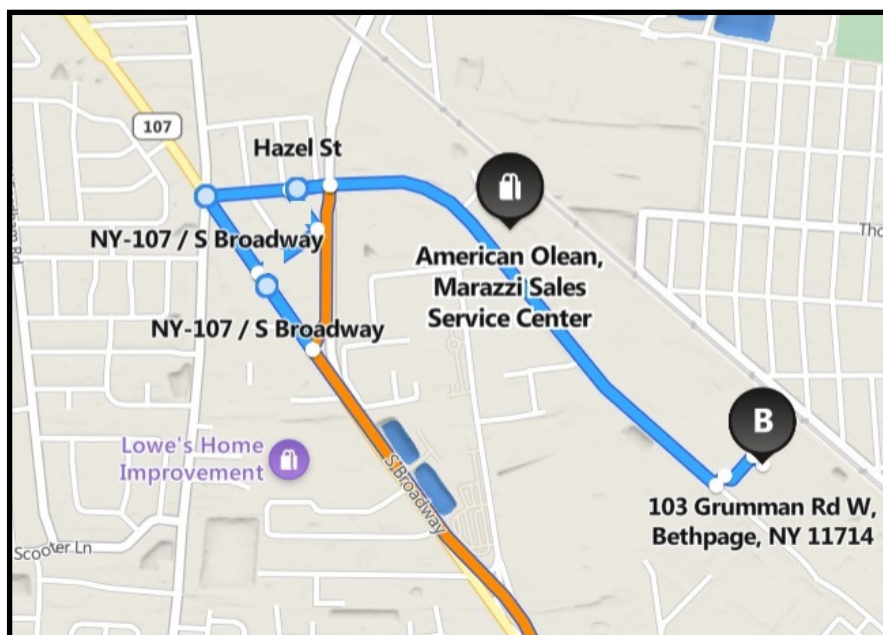 107
Hazel St
NY-107 / S Broadway
American Olean,
Marazzi Sales
Service Center
NY-107 / S Broadway
B
Lowe's Home
Improvement
S Broadway
103 Grumman Rd W,
Bethpage, NY 11714
Scooter Ln
Tho